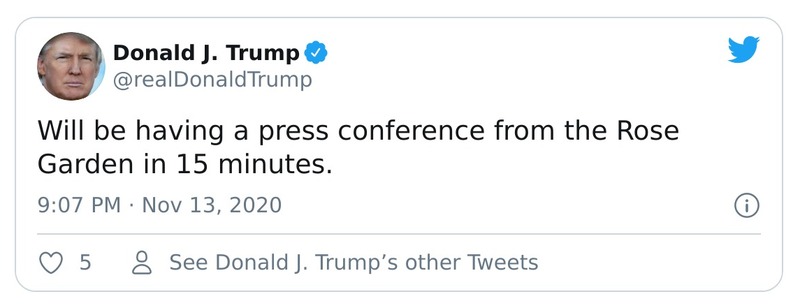 Donald J. Trump
@realDonaldTrump
Will be having a press conference from the Rose
Garden in 15 minutes.
9:07 PM · Nov 13, 2020
5
See Donald J. Trump’s other Tweets